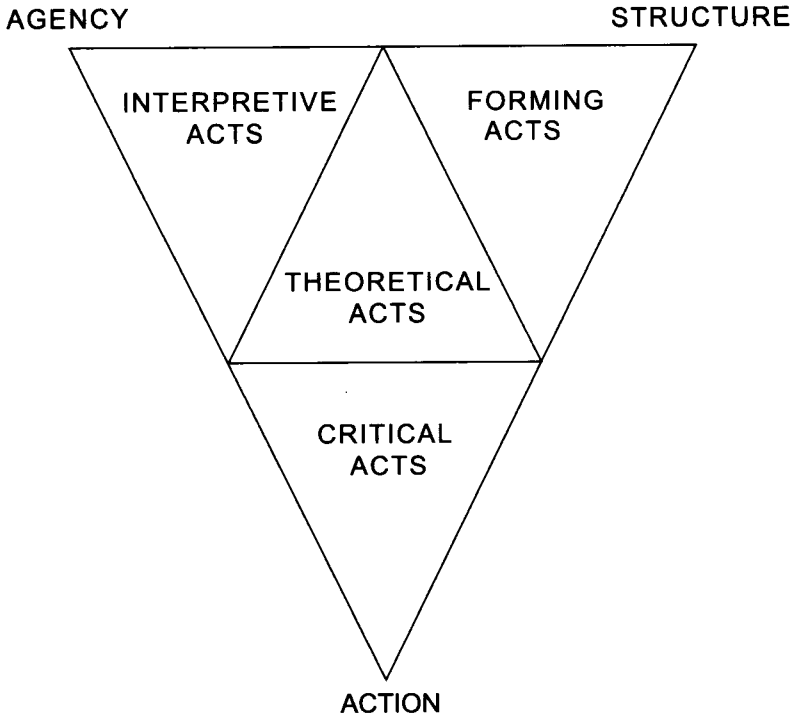 AGENCY
STRUCTURE
INTERPRETIVE
ACTS
FORMING
ACTS
THEORETICAL
ACTS
CRITICAL
ACTS
ACTION